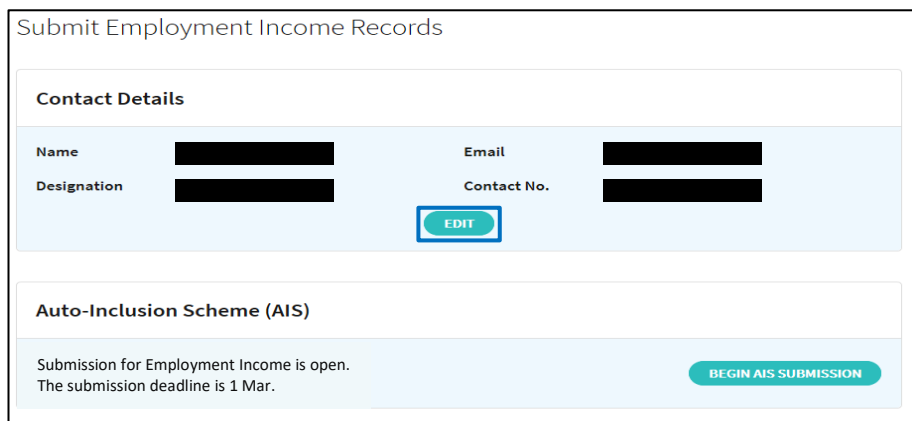 Submit Employment Income Records
Contact Details
Name Email
Designation Contact No.
EDIT
Auto-Inclusion Scheme (AIS)
Submission for Employment Income is open.
The submission deadline is 1 Mar.
BEGIN AIS SUBMISSION